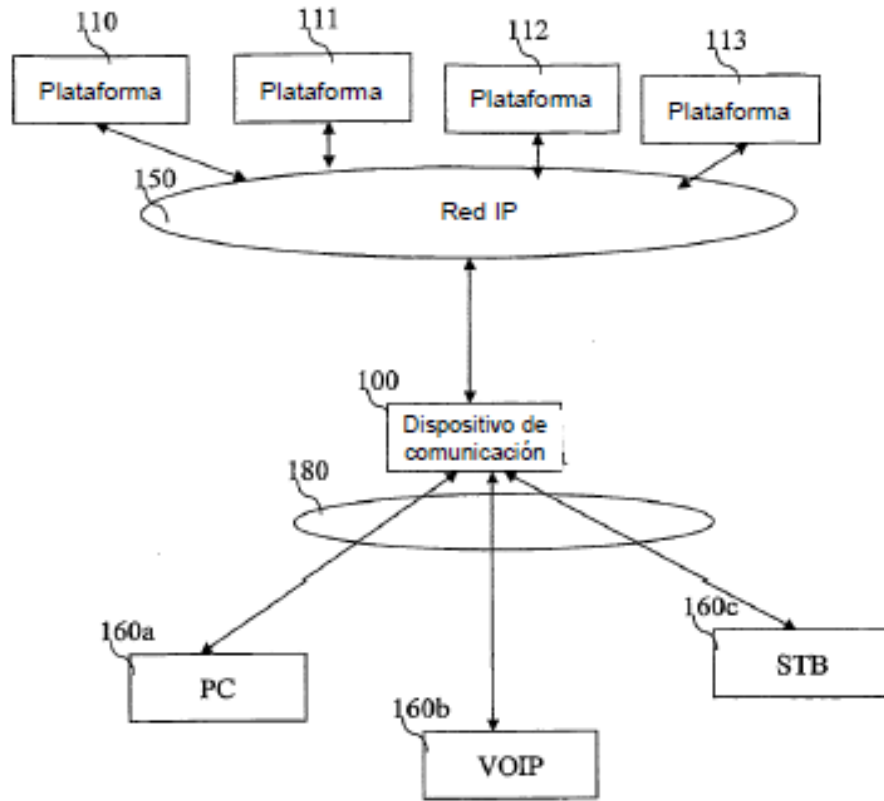 110
111
112
113
Plataforma
Plataforma
Plataforma
Plataforma
150
Red IP
100
Dispositivo de
comunicación
180
160a
PC
160b
VOIP
160c
STB